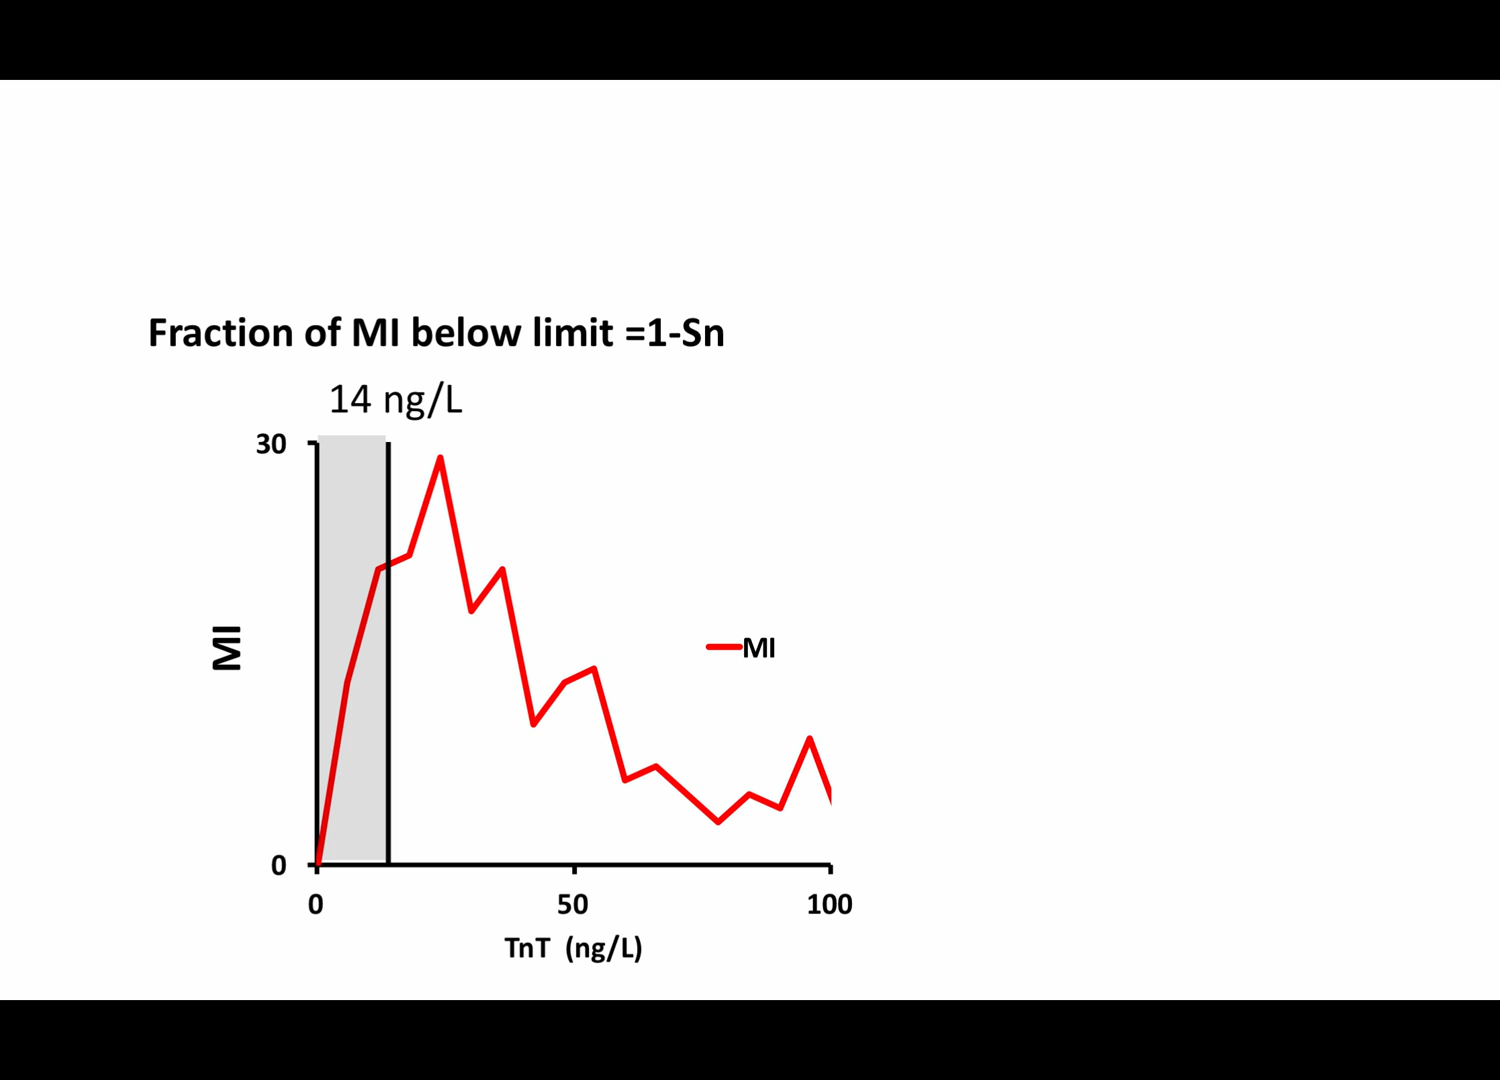 Fraction of MI below limit =1-Sn
14 ng/L
30
MI
MI
0
0 50 100
TnT (ng/L)